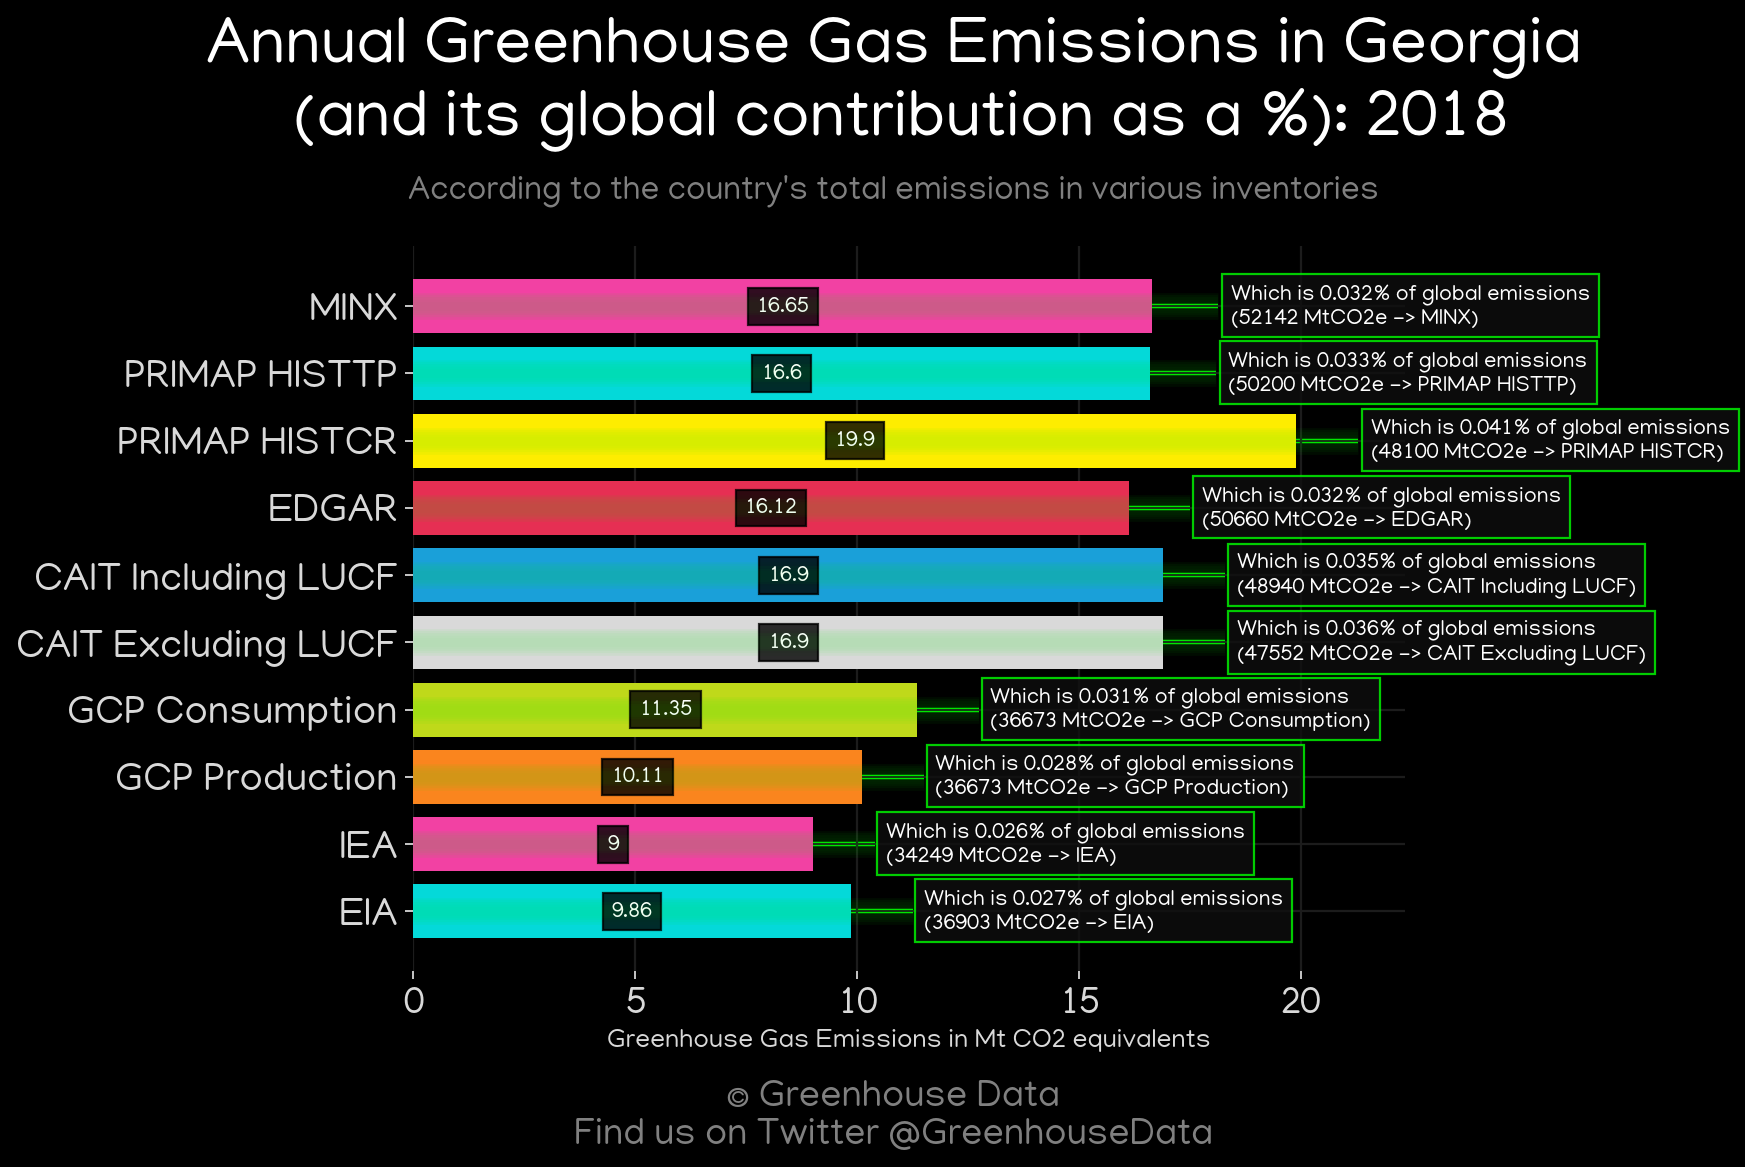 Annual Greenhouse Gas Emissions in Georgia
(and its global contribution as a %): 2018
According to the country's total emissions in various inventories
MINX
16.65
Which is 0.032% of global emissions
(52142 MtCO2e -> MINX)
PRIMAP HISTTP
16.6
Which is 0.033% of global emissions
(50200 MtCO2e -> PRIMAP HISTTP)
PRIMAP HISTCR
19.9
Which is 0.041% of global emissions
(48100 MtCO2e -> PRIMAP HISTCR)
EDGAR
16.12
Which is 0.032% of global emissions
(50660 MtCO2e -> EDGAR)
CAIT Including LUCF
16.9
Which is 0.035% of global emissions
(48940 MtCO2e -> CAIT Including LUCF)
CAIT Excluding LUCF
16.9
Which is 0.036% of global emissions
(47552 MtCO2e -> CAIT Excluding LUCF)
GCP Consumption
11.35
Which is 0.031% of global emissions
(36673 MtCO2e -> GCP Consumption)
GCP Production
10.11
Which is 0.028% of global emissions
(36673 MtCO2e -> GCP Production)
IEA
9
Which is 0.026% of global emissions
(34249 MtCO2e -> IEA)
EIA
9.86
Which is 0.027% of global emissions
(36903 MtCO2e -> EIA)
0 5 10 15 20
Greenhouse Gas Emissions in Mt CO2 equivalents
© Greenhouse Data
Find us on Twitter @GreenhouseData